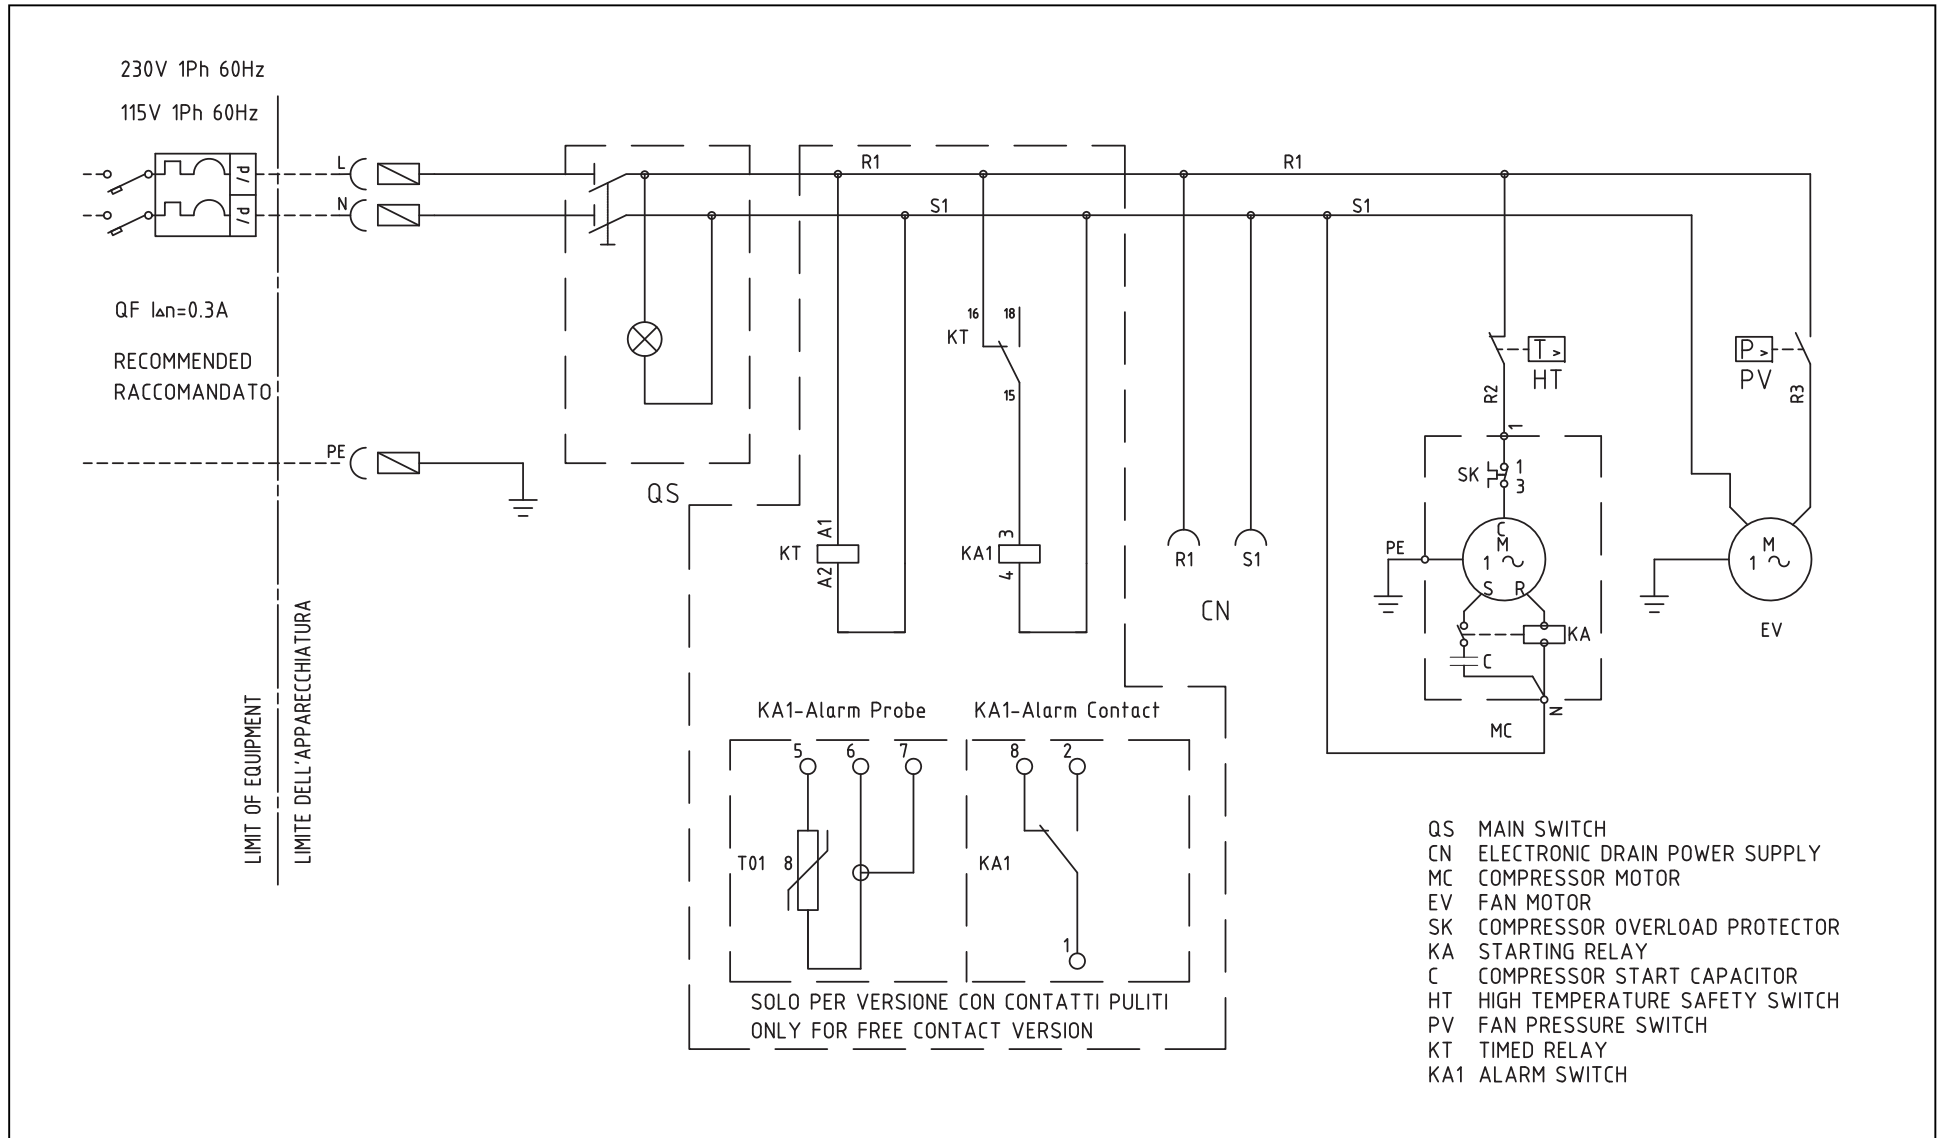 230V 1Ph 60Hz
115V 1Ph 60Hz
L
N
I/d
I/d
QF I∆n=0.3A
RECOMMENDED
RACCOMANDATO
PE
LIMIT OF EQUIPMENT
LIMITE DELL'APPARECCHIATURA
QS
R1
S1
R1
S1
KT
16
18
15
KT
A1
A2
KA1
3
4
R1
S1
CN
T>
HT
R2
P>
PV
R3
1
SK
1
3
C
M
1
S
R
PE
KA
C
N
MC
M
1
EV
KA1-Alarm Probe
KA1-Alarm Contact
5
6
7
8
2
T01
8
KA1
1
SOLO PER VERSIONE CON CONTATTI PULITI
ONLY FOR FREE CONTACT VERSION
QS MAIN SWITCH
CN ELECTRONIC DRAIN POWER SUPPLY
MC COMPRESSOR MOTOR
EV FAN MOTOR
SK COMPRESSOR OVERLOAD PROTECTOR
KA STARTING RELAY
C COMPRESSOR START CAPACITOR
HT HIGH TEMPERATURE SAFETY SWITCH
PV FAN PRESSURE SWITCH
KT TIMED RELAY
KA1 ALARM SWITCH